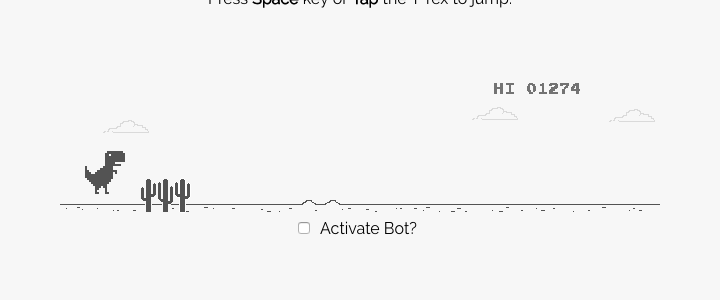 Press Space key or Tap the T-rex to jump.
HI 01274
Activate Bot?